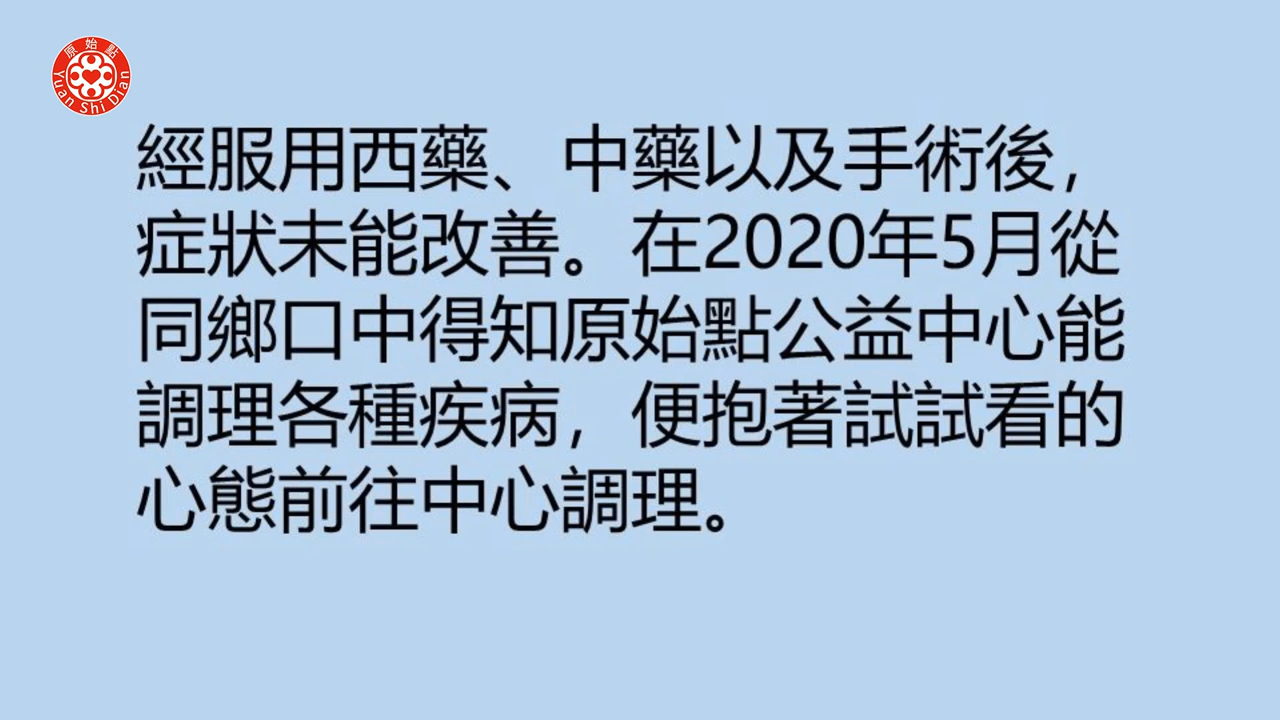 原始點
Yuan Shi Dian
經服用西藥、中藥以及手術後，
症狀未能改善。在2020年5月從
同鄉口中得知原始點公益中心能
調理各種疾病，便抱著試試看的
心態前往中心調理。